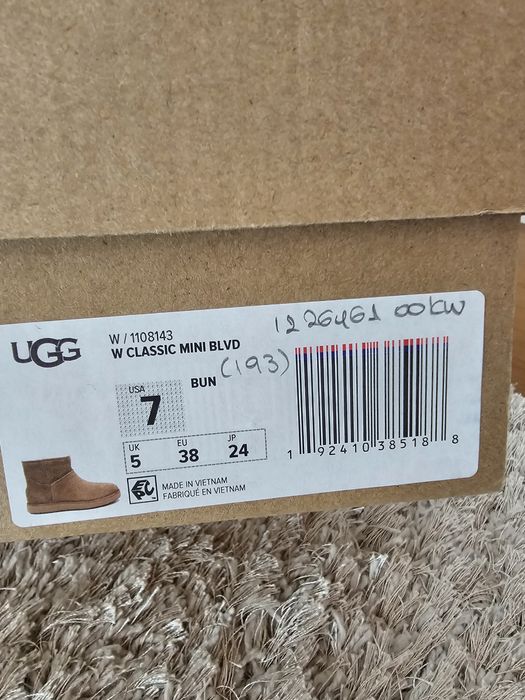 1226461 00KW
UGG
W / 1108143
W CLASSIC MINI BLVD
(193)
BUN
USA
7
UK EU JP
5 38 24
1 92410 38518 8
MADE IN VIETNAM
FABRIQUÉ EN VIETNAM